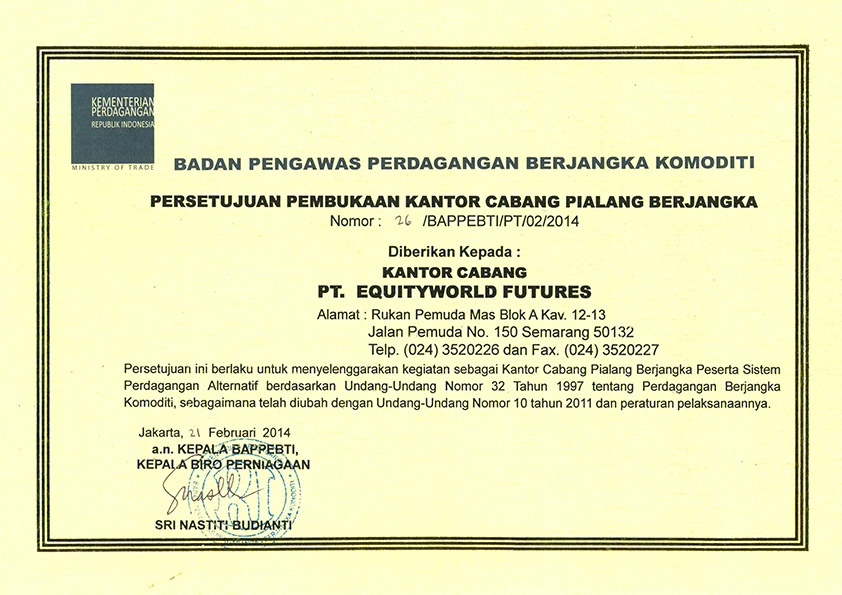 KEMENTERIAN
PERDAGANGAN
REPUBLIK INDONESIA
MINISTRY OF TRADE
BADAN PENGAWAS PERDAGANGAN BERJANGKA KOMODITI
PERSETUJUAN PEMBUKAAN KANTOR CABANG PIALANG BERJANGKA
Nomor : 26 /BAPPEBTI/PT/02/2014
Diberikan Kepada :
KANTOR CABANG
PT. EQUITYWORLD FUTURES
Alamat : Rukan Pemuda Mas Blok A Kav. 12-13
Jalan Pemuda No. 150 Semarang 50132
Telp. (024) 3520226 dan Fax. (024) 3520227
Persetujuan ini berlaku untuk menyelenggarakan kegiatan sebagai Kantor Cabang Pialang Berjangka Peserta Sistem
Perdagangan Alternatif berdasarkan Undang-Undang Nomor 32 Tahun 1997 tentang Perdagangan Berjangka
Komoditi, sebagaimana telah diubah dengan Undang-Undang Nomor 10 tahun 2011 dan peraturan pelaksanaannya.
Jakarta, 21 Februari 2014
a.n. KEPALA BAPPEBTI,
KEPALA BIRO PERNIAGAAN
SRI NASTITI BUDIANTI